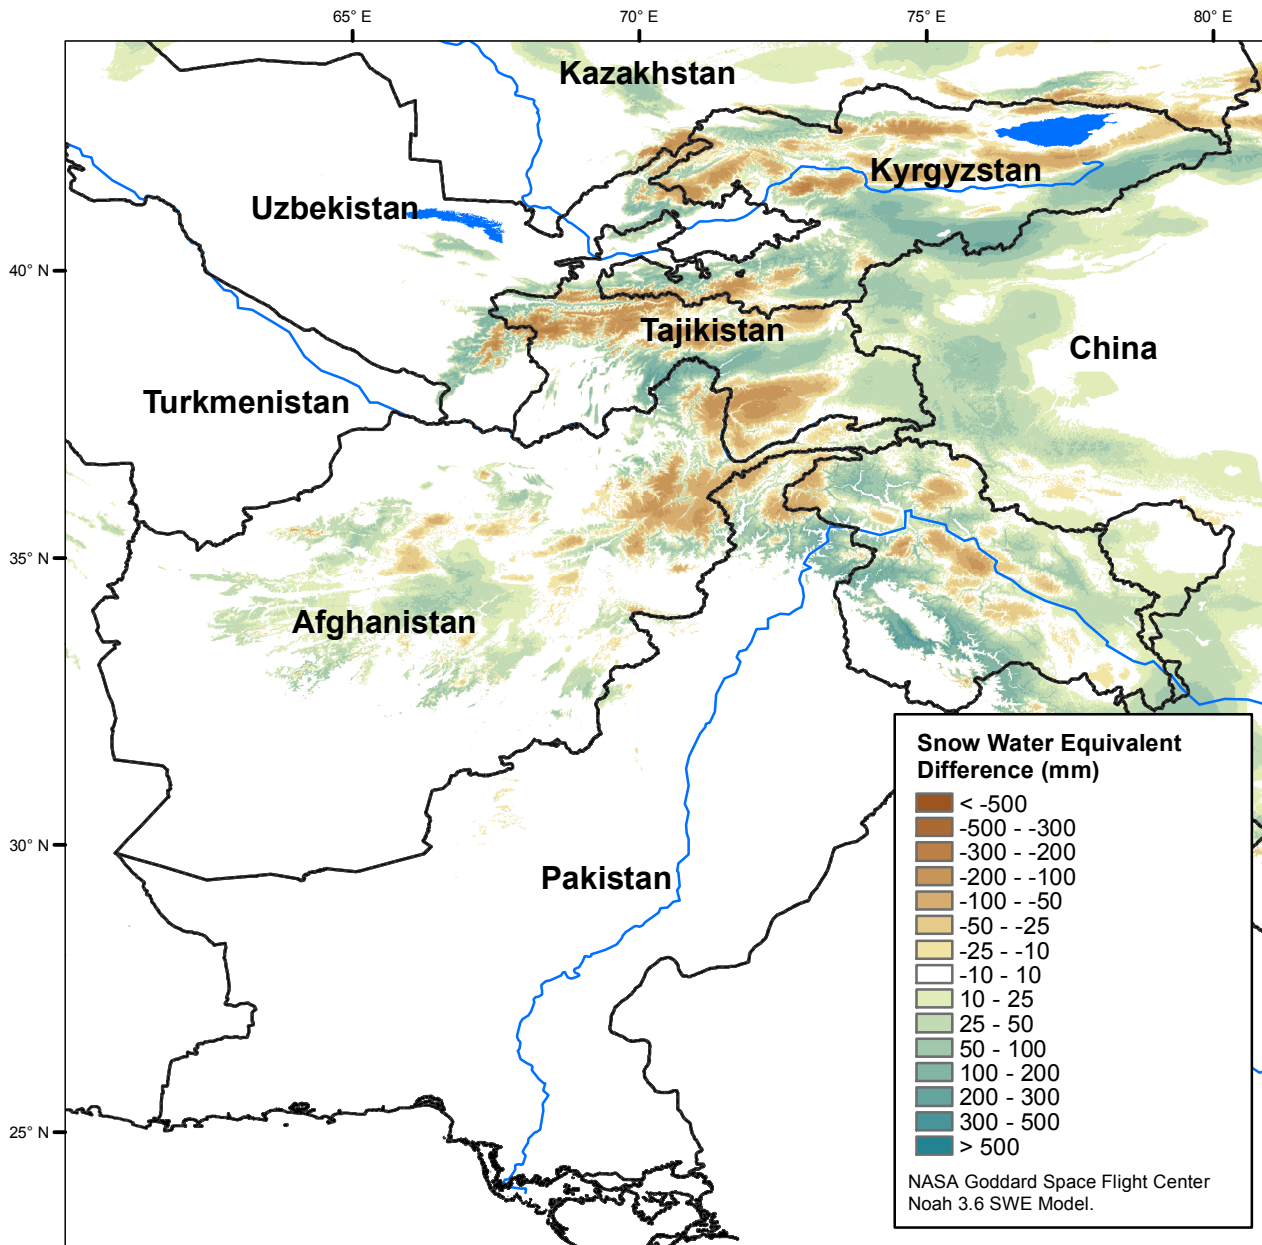 65° E
70° E
75° E
80° E
Kazakhstan
Kyrgyzstan
Uzbekistan
40° N
Tajikistan
China
Turkmenistan
35° N
Afghanistan
Snow Water Equivalent
Difference (mm)
< -500
-500 - -300
-300 - -200
-200 - -100
-100 - -50
-50 - -25
-25 - -10
-10 - 10
10 - 25
25 - 50
50 - 100
100 - 200
200 - 300
300 - 500
> 500
30° N
Pakistan
25° N
NASA Goddard Space Flight Center
Noah 3.6 SWE Model.